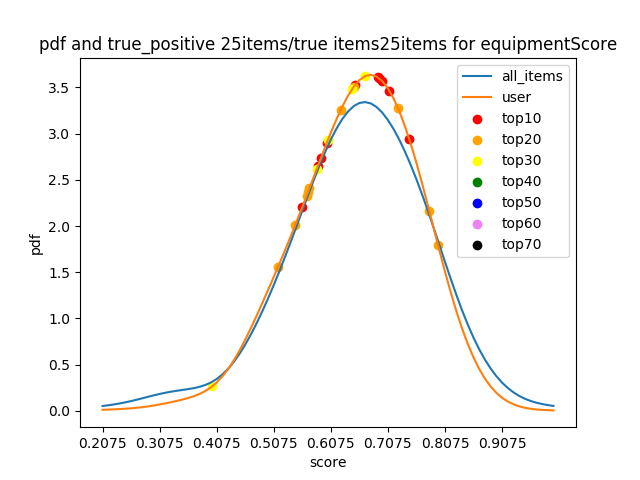 pdf and true_positive 25items/true items25items for equipmentScore
all_items
user
top10
top20
top30
top40
top50
top60
top70
3.5
3.0
2.5
2.0
1.5
1.0
0.5
0.0
pdf
0.2075 0.3075 0.4075 0.5075 0.6075 0.7075 0.8075 0.9075
score